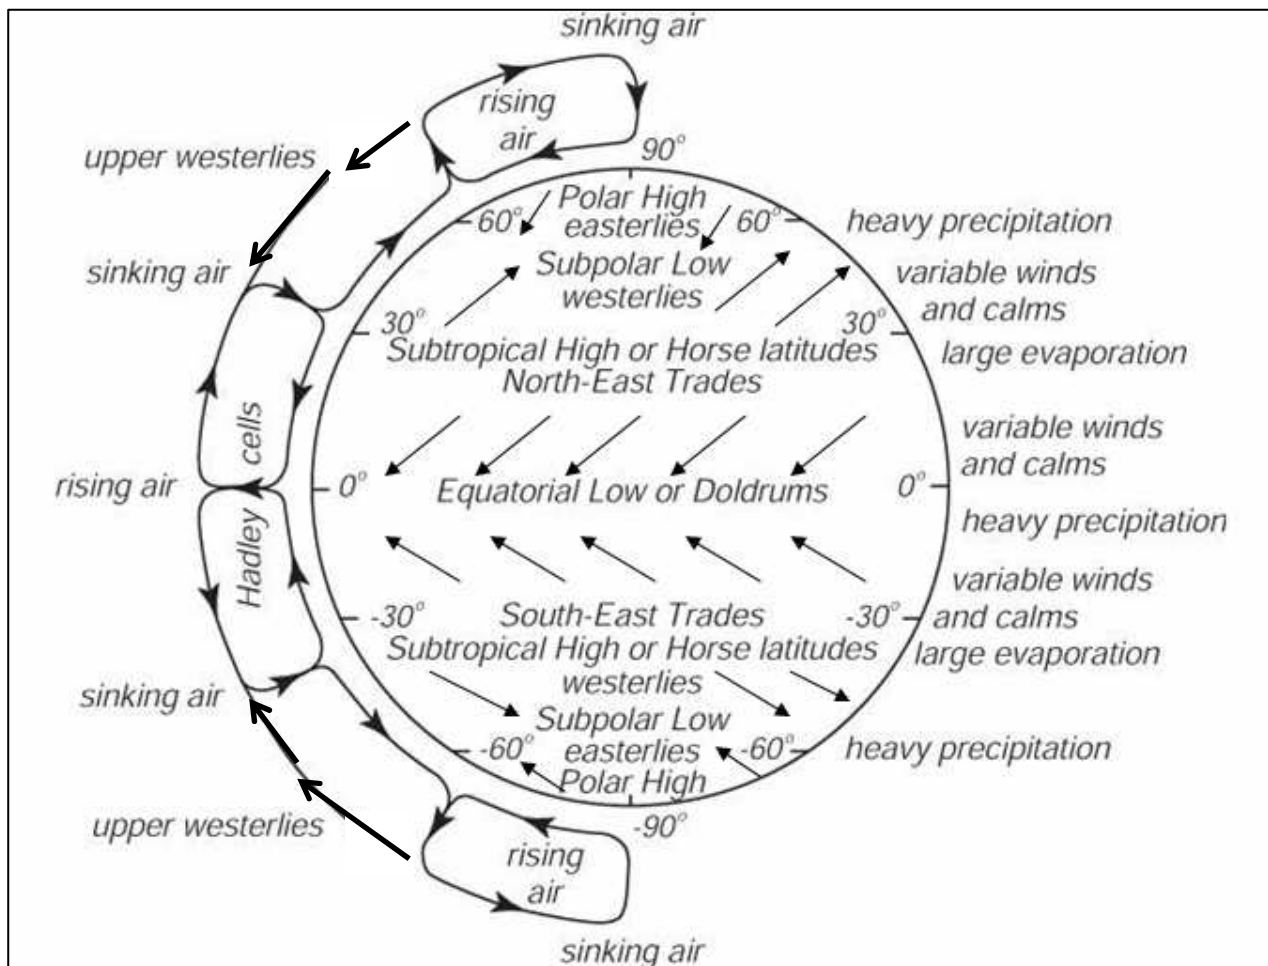 sinking air
rising
air
upper westerlies
90°
Polar High
easterlies
60°
60°
heavy precipitation
sinking air
Subpolar Low
westerlies
variable winds
and calms
30°
30°
Subtropical High or Horse latitudes
large evaporation
North-East Trades
Hadley cells
variable winds
and calms
rising air
0°
Equatorial Low or Doldrums
0°
heavy precipitation
variable winds
and calms
-30°
South-East Trades
-30°
Subtropical High or Horse latitudes
large evaporation
sinking air
westerlies
Subpolar Low
-60°
easterlies
-60°
heavy precipitation
Polar High
upper westerlies
-90°
rising
air
sinking air